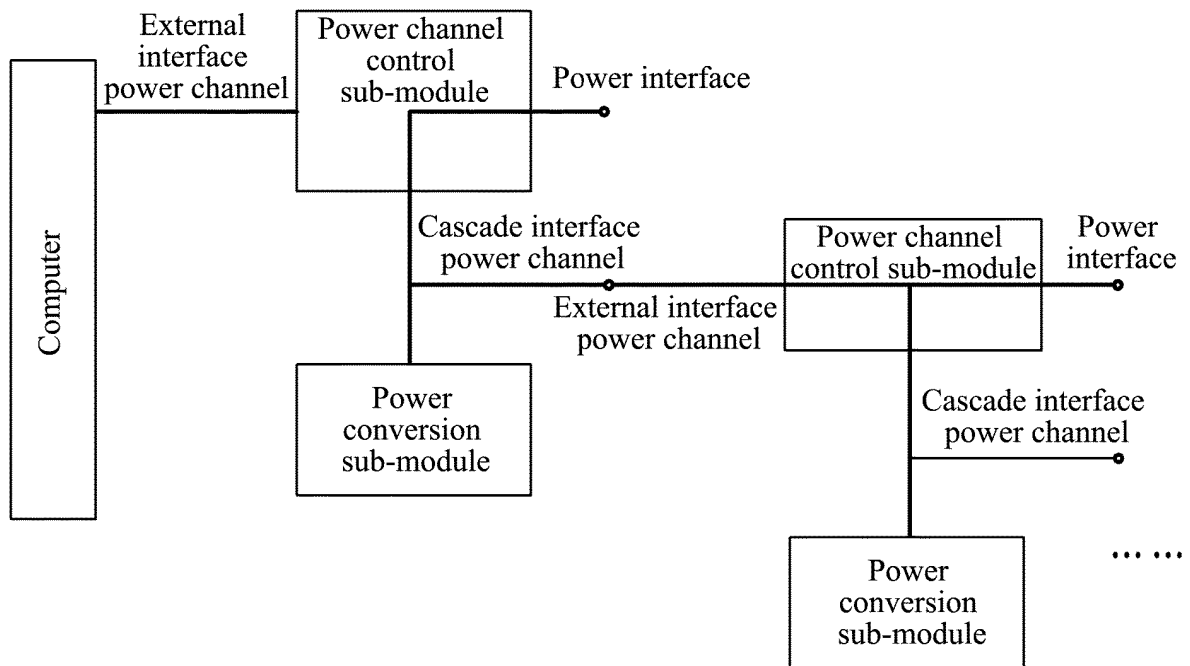 External
interface
power channel
Power channel
control
sub-module
Power interface
Computer
Cascade interface
power channel
External interface
power channel
Power channel
control sub-module
Power
interface
Power
conversion
sub-module
Cascade interface
power channel
Power
conversion
sub-module
... ...